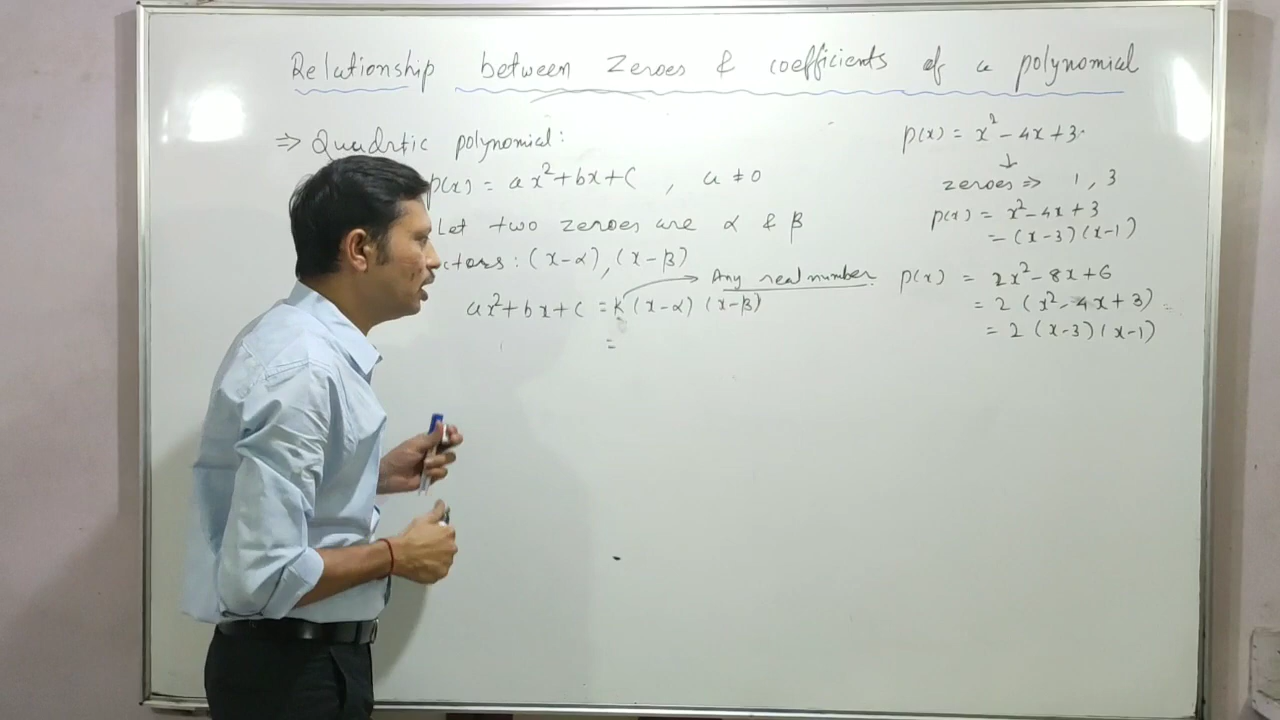 Relationship between Zeroes & coefficients of a polynomial
⇒ Quadrtic polynomial:
p(x) = ax²+bx+c , a ≠ 0
Let two zeroes are α & β
ctors: (x-α), (x-β)
→ Any real number
ax²+bx+c = k (x-α) (x-β)
=
p(x) = x² - 4x + 3
↓
zeroes ⇒ 1, 3
p(x) = x² - 4x + 3
= (x-3) (x-1)
p(x) = 2x² - 8x + 6
= 2 (x² - 4x + 3)
= 2 (x-3) (x-1)